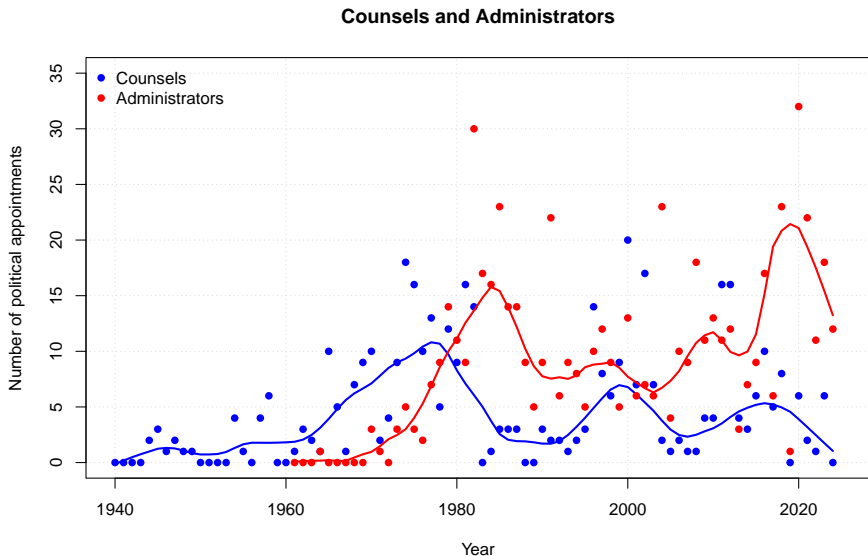 Counsels and Administrators
Number of political appointments
35
30
25
20
15
10
5
0
Counsels
Administrators
1940 1960 1980 2000 2020
Year